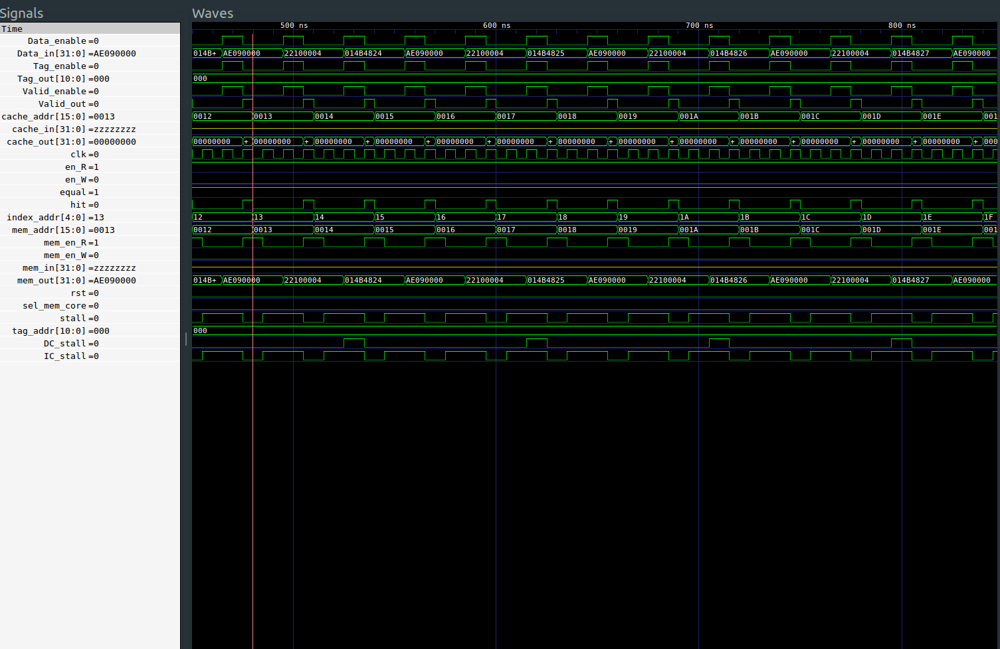 Signals Waves
Time 500 ns 600 ns 700 ns 800 ns
Data_enable =0
Data_in[31:0] =AE090000 014B+ AE090000 22100004 014B4824 AE090000 22100004 014B4825 AE090000 22100004 014B4826 AE090000 22100004 014B4827 AE090000
Tag_enable =0
Tag_out[10:0] =000 000
Valid_enable =0
Valid_out =0
cache_addr[15:0] =0013 0012 0013 0014 0015 0016 0017 0018 0019 001A 001B 001C 001D 001E 001
cache_in[31:0] =zzzzzzzz
cache_out[31:0] =00000000 00000000 + 00000000 + 00000000 + 00000000 + 00000000 + 00000000 + 00000000 + 00000000 + 00000000 + 00000000 + 00000000 + 00000000 + 00000000 + 000
clk =0
en_R =1
en_W =0
equal =1
hit =0
index_addr[4:0] =13 12 13 14 15 16 17 18 19 1A 1B 1C 1D 1E 1F
mem_addr[15:0] =0013 0012 0013 0014 0015 0016 0017 0018 0019 001A 001B 001C 001D 001E 001
mem_en_R =1
mem_en_W =0
mem_in[31:0] =zzzzzzzz
mem_out[31:0] =AE090000 014B+ AE090000 22100004 014B4824 AE090000 22100004 014B4825 AE090000 22100004 014B4826 AE090000 22100004 014B4827 AE090000
rst =0
sel_mem_core =0
stall =0
tag_addr[10:0] =000 000
DC_stall =0
IC_stall =0